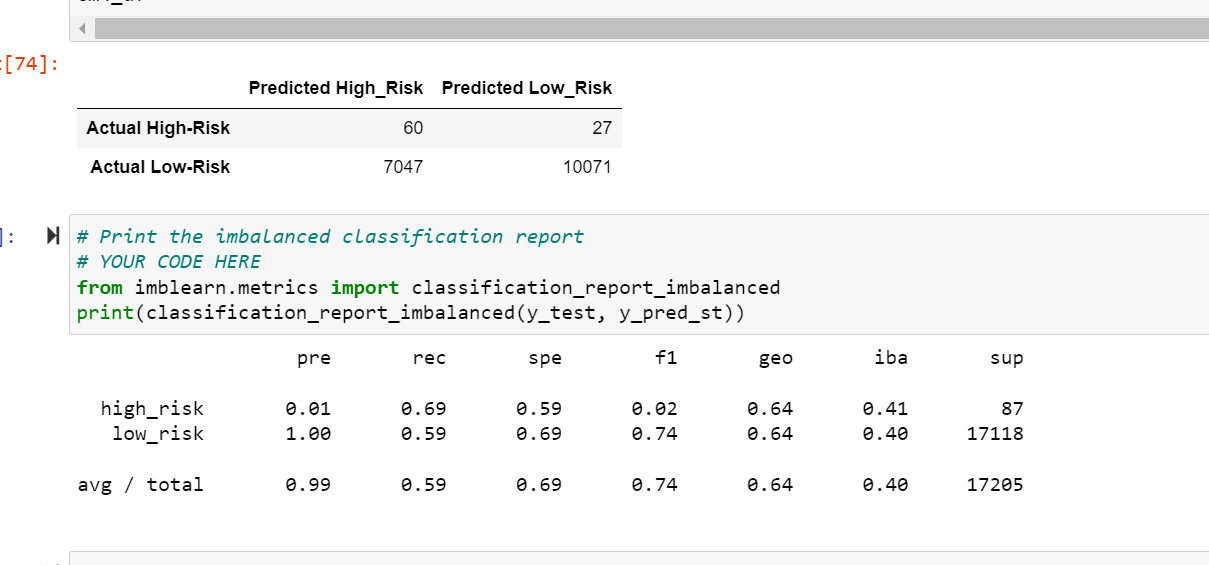 :[74]:
Predicted High_Risk Predicted Low_Risk
Actual High-Risk 60 27
Actual Low-Risk 7047 10071
]:
# Print the imbalanced classification report
# YOUR CODE HERE
from imblearn.metrics import classification_report_imbalanced
print(classification_report_imbalanced(y_test, y_pred_st))
pre rec spe f1 geo iba sup
high_risk 0.01 0.69 0.59 0.02 0.64 0.41 87
low_risk 1.00 0.59 0.69 0.74 0.64 0.40 17118
avg / total 0.99 0.59 0.69 0.74 0.64 0.40 17205